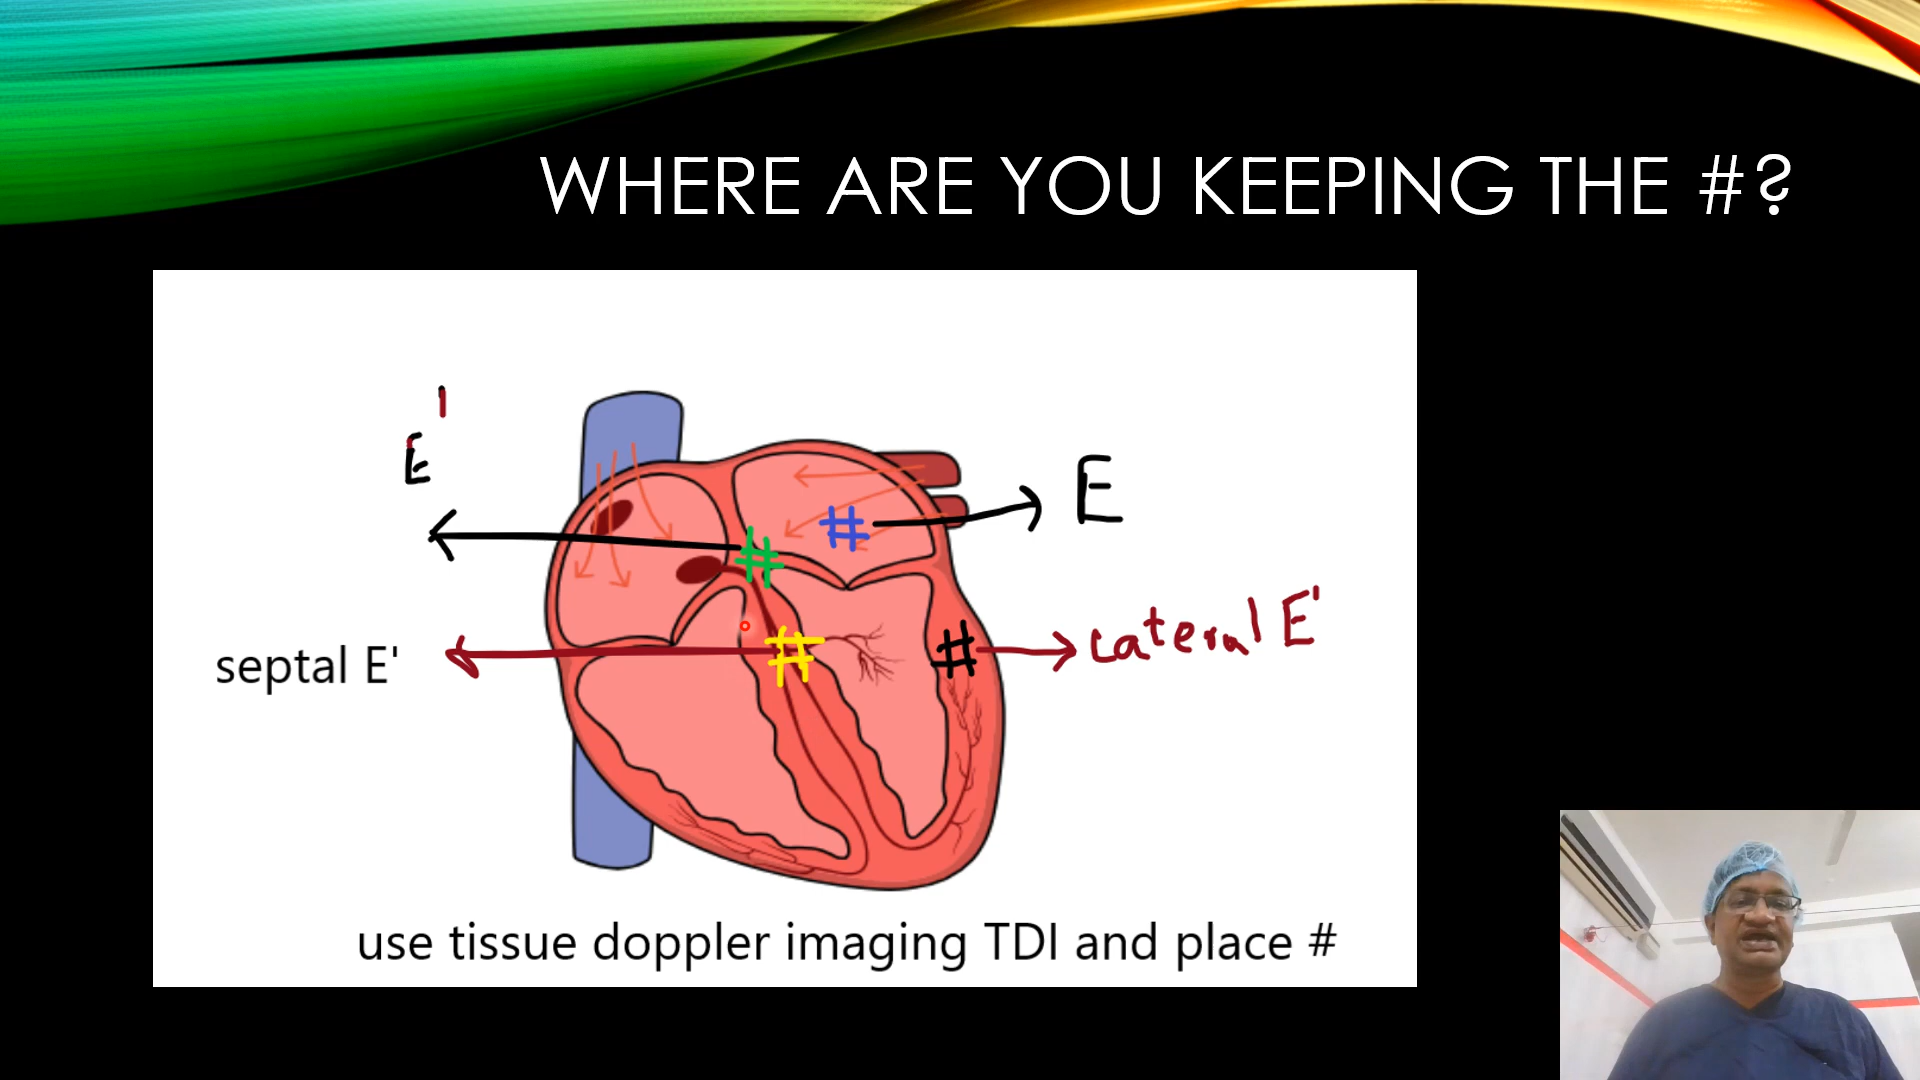 WHERE ARE YOU KEEPING THE #?
E'
# E
#
septal E' # # Lateral E'
use tissue doppler imaging TDI and place #